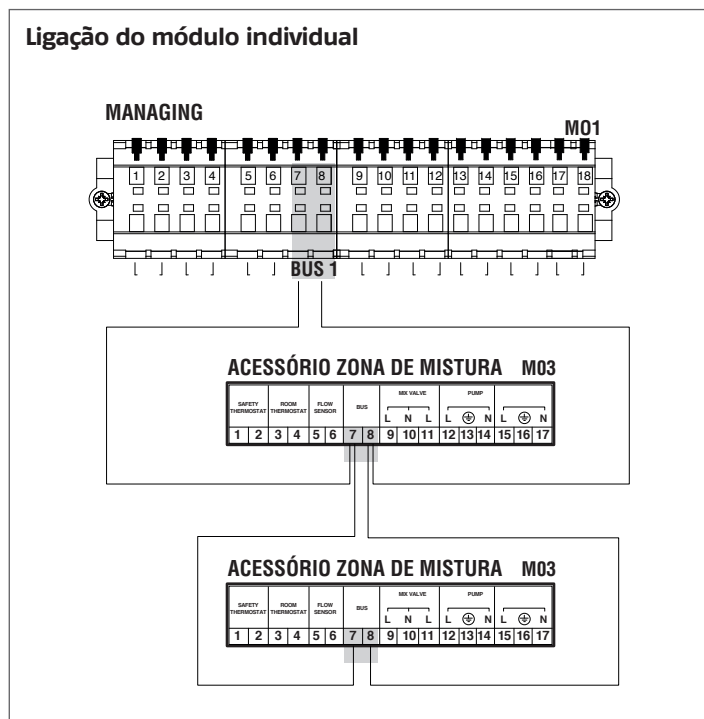 Ligação do módulo individual
MANAGING
M01
1 2 3 4 5 6 7 8 9 10 11 12 13 14 15 16 17 18
BUS 1
ACESSÓRIO ZONA DE MISTURA M03
SAFETY THERMOSTAT ROOM THERMOSTAT FLOW SENSOR BUS MIX VALVE PUMP
L N L L N L N
1 2 3 4 5 6 7 8 9 10 11 12 13 14 15 16 17
ACESSÓRIO ZONA DE MISTURA M03
SAFETY THERMOSTAT ROOM THERMOSTAT FLOW SENSOR BUS MIX VALVE PUMP
L N L L N L N
1 2 3 4 5 6 7 8 9 10 11 12 13 14 15 16 17